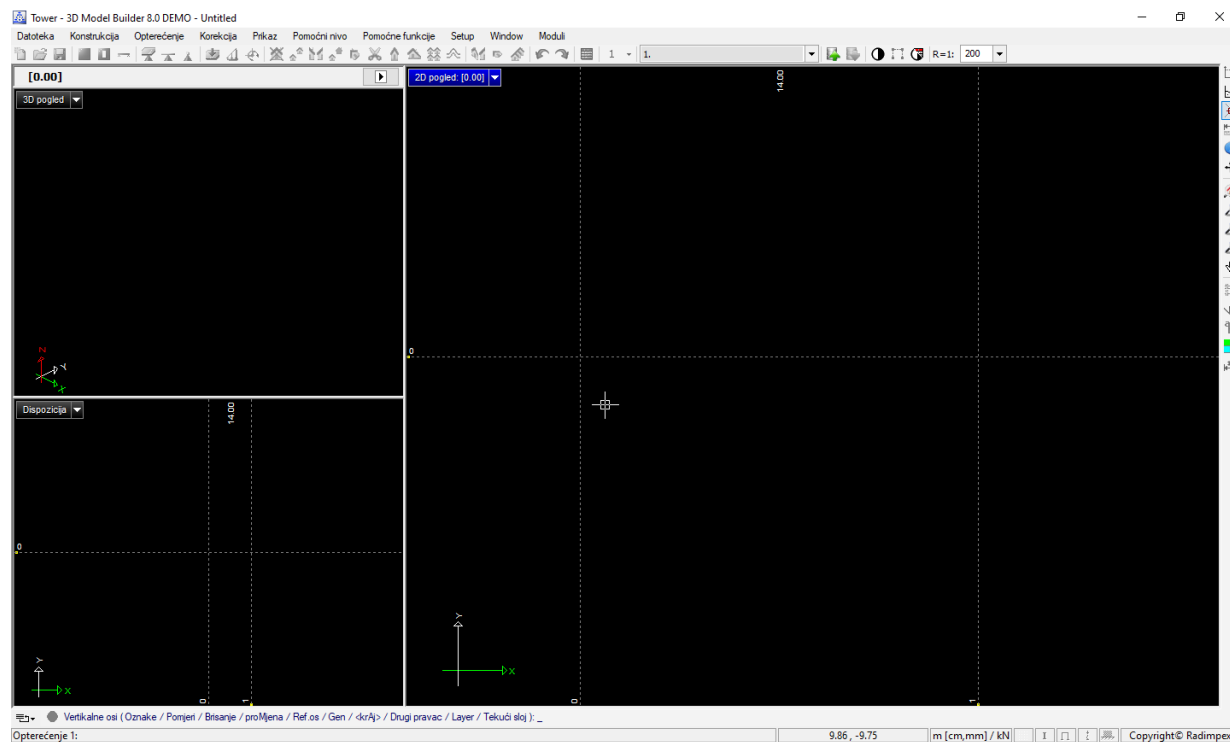 Tower - 3D Model Builder 8.0 DEMO - Untitled
Datoteka Konstrukcija Opterećenje Korekcija Prikaz Pomoćni nivo Pomoćne funkcije Setup Window Moduli
1 1. R=1: 200
[0.00]
3D pogled
Z
Y
X
2D pogled: [0.00]
14.00
0
Y
X
0
1
Dispozicija
14.00
0
Y
X
0
1
Vertikalne osi ( Oznake / Pomjeri / Brisanje / proMjena / Ref.os / Gen / <krAj> / Drugi pravac / Layer / Tekući sloj ): _
Opterećenje 1: 9.86 , -9.75 m [cm,mm] / kN Copyright© Radimpex